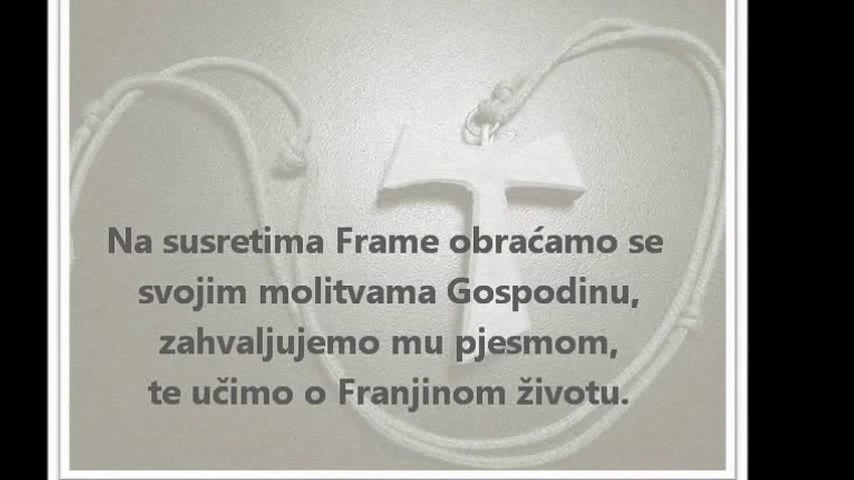 Na susretima Frame obraćamo se
svojim molitvama Gospodinu,
zahvaljujemo mu pjesmom,
te učimo o Franjinom životu.